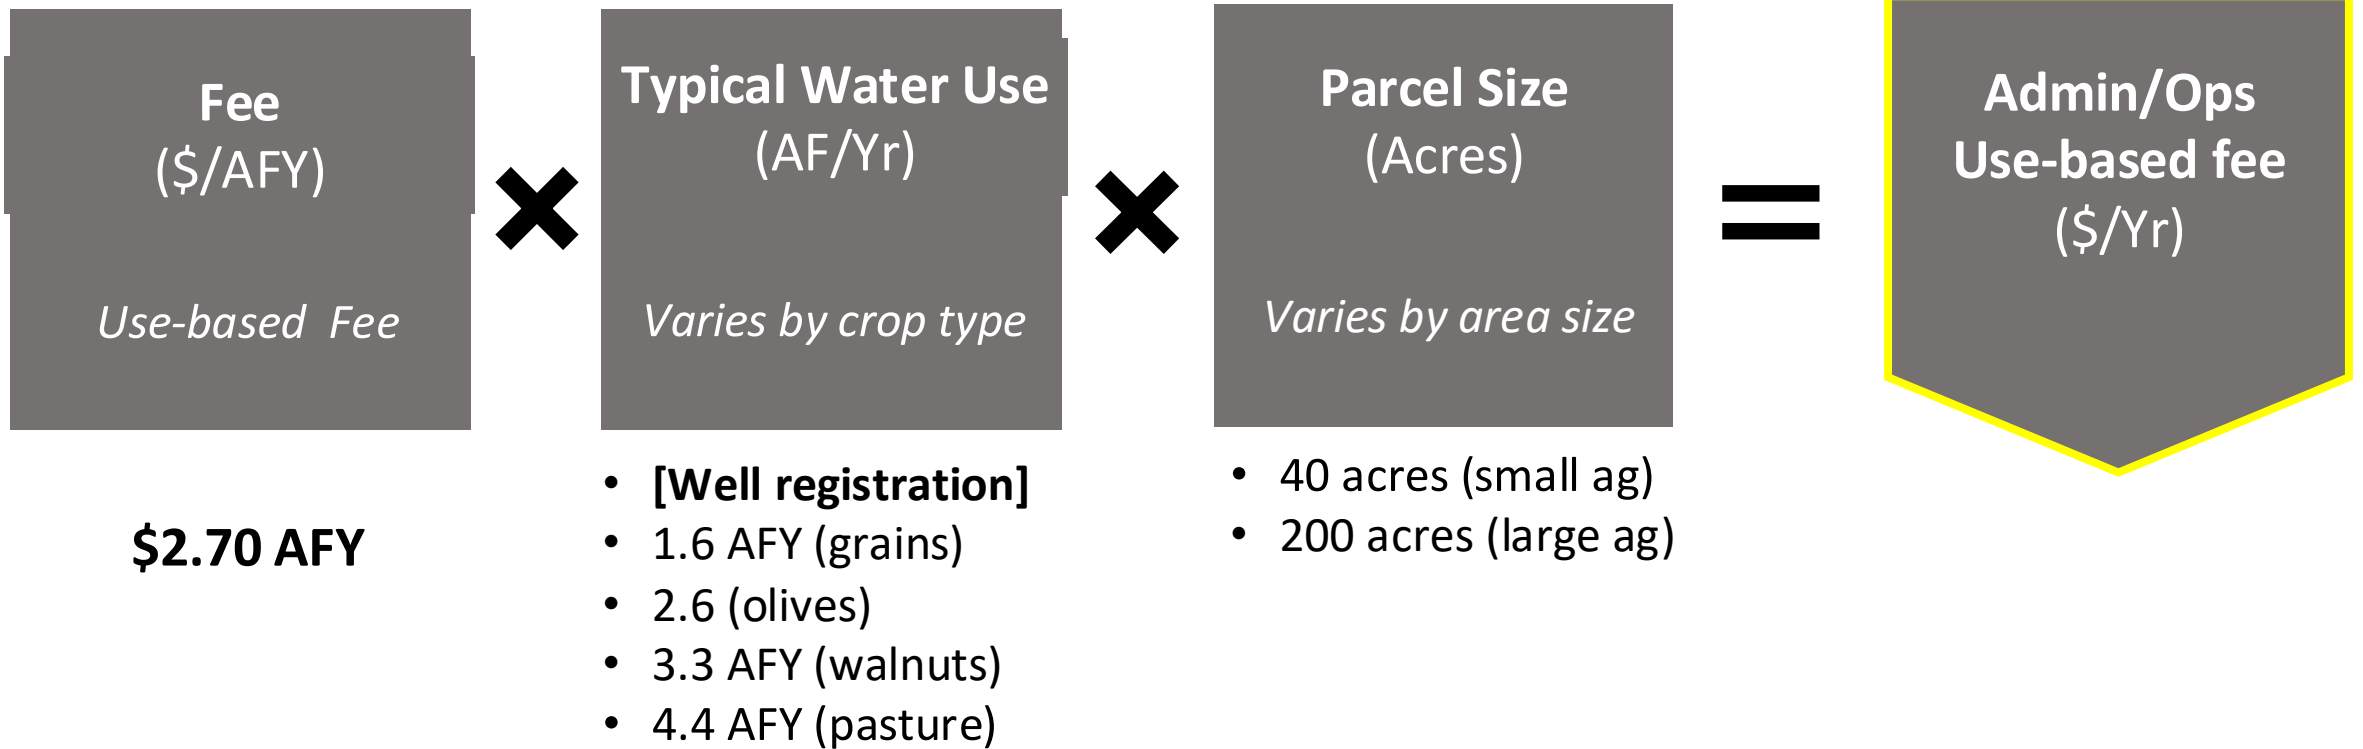 Fee
($/AFY)
Use-based  Fee
$2.70 AFY
Typical Water Use
(AF/Yr)
Varies by crop type
• [Well registration]
• 1.6 AFY (grains)
• 2.6 (olives)
• 3.3 AFY (walnuts)
• 4.4 AFY (pasture)
Parcel Size
(Acres)
Varies by area size
• 40 acres (small ag)
• 200 acres (large ag)
Admin/Ops
Use-based fee
($/Yr)